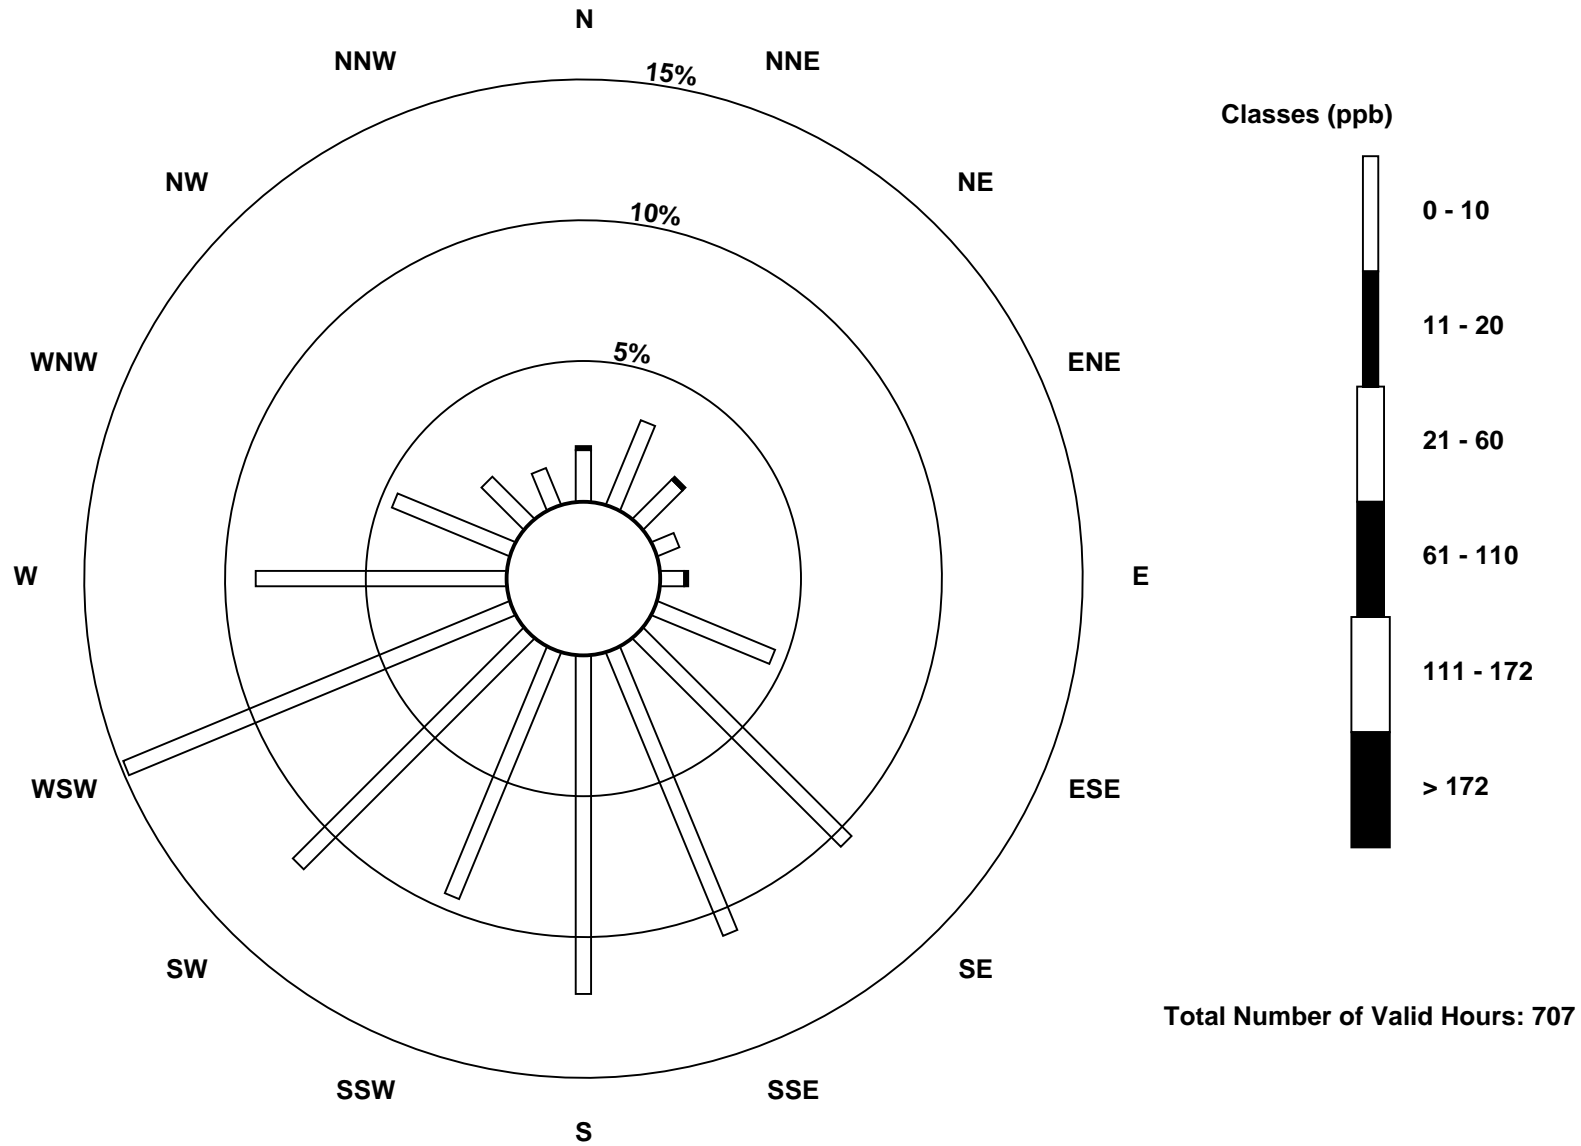 N
NNW
NNE
15%
Classes (ppb)
NW
NE
0 - 10
10%
11 - 20
5%
WNW
ENE
21 - 60
61 - 110
W
E
111 - 172
WSW
ESE
> 172
SW
SE
Total Number of Valid Hours: 707
SSW
SSE
S